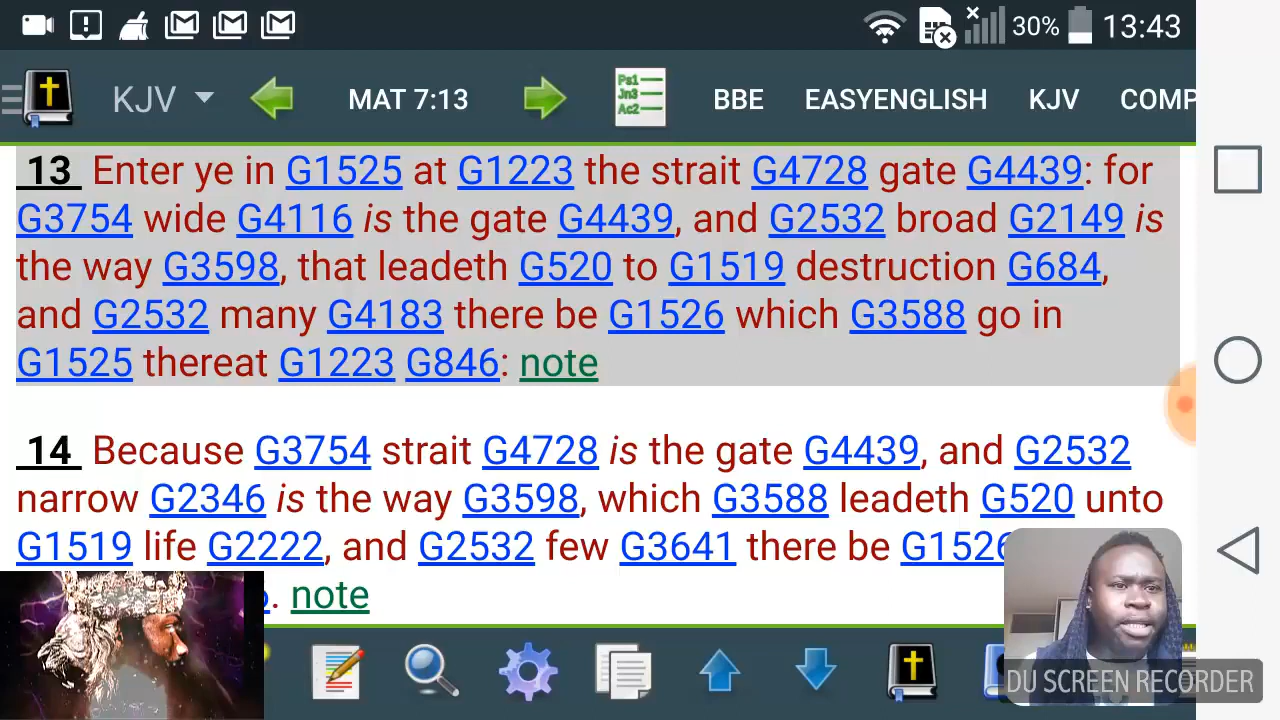 30% 13:43
KJV MAT 7:13 Ps1 Jn3 Ac2 BBE EASYENGLISH KJV COMP
13 Enter ye in G1525 at G1223 the strait G4728 gate G4439: for
G3754 wide G4116 is the gate G4439, and G2532 broad G2149 is
the way G3598, that leadeth G520 to G1519 destruction G684,
and G2532 many G4183 there be G1526 which G3588 go in
G1525 thereat G1223 G846: note
14 Because G3754 strait G4728 is the gate G4439, and G2532
narrow G2346 is the way G3598, which G3588 leadeth G520 unto
G1519 life G2222, and G2532 few G3641 there be G1526
. note
DU SCREEN RECORDER